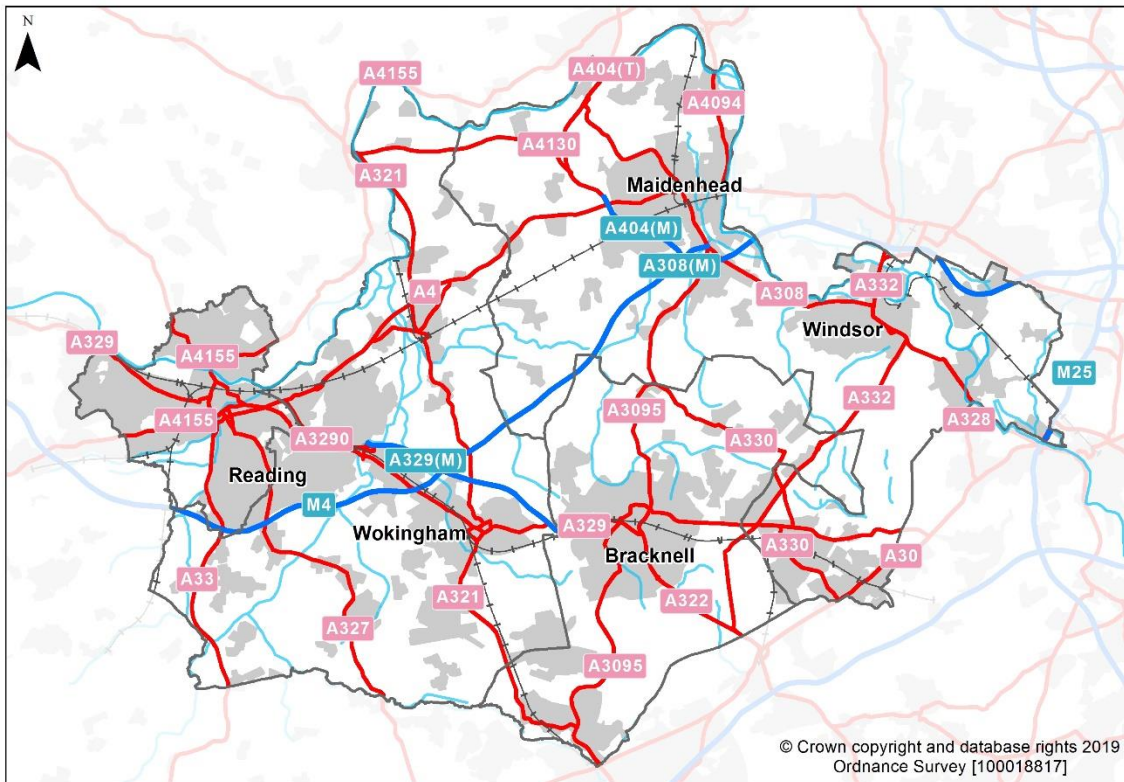 N
A4155
A404(T)
A4094
A4130
A321
Maidenhead
A404(M)
A308(M)
A4
A308
A332
Windsor
A329
A4155
M25
A332
A3095
A328
A4155
A3290
A330
A329(M)
Reading
M4
Wokingham
A329
Bracknell
A330
A30
A33
A321
A322
A327
A3095
© Crown copyright and database rights 2019
Ordnance Survey [100018817]